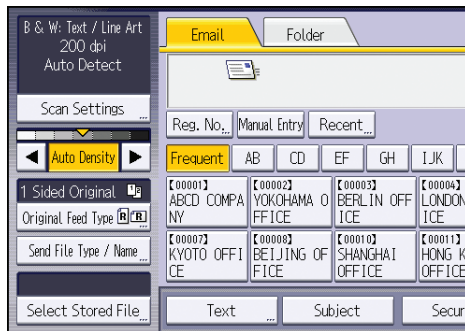 B & W: Text / Line Art
200 dpi
Auto Detect
Scan Settings
Auto Density
1 Sided Original
Original Feed Type
Send File Type / Name
Select Stored File
Email
Folder
Reg. No.
Manual Entry
Recent
Frequent
AB
CD
EF
GH
IJK
[00001]
ABCD COMPA
NY
[00002]
YOKOHAMA O
FFICE
[00003]
BERLIN OFF
ICE
[00004]
LONDON
ICE
[00007]
KYOTO OFFI
CE
[00008]
BEIJING OF
FICE
[00010]
SHANGHAI
OFFICE
[00011]
HONG K
OFFICE
Text
Subject
Secur